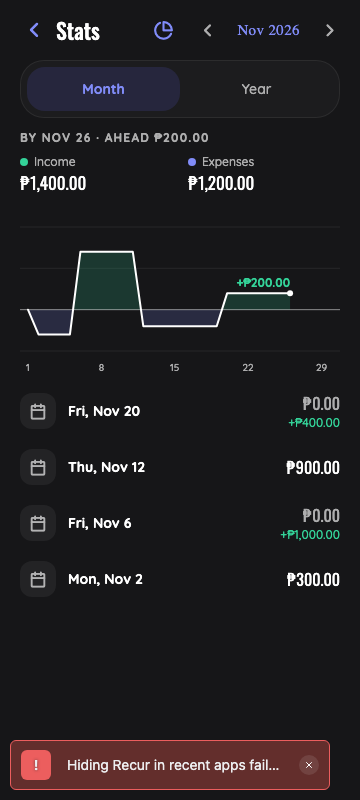 Stats
Nov 2026
Month
Year
BY NOV 26 · AHEAD ₱200.00
Income
Expenses
₱1,400.00
₱1,200.00
+₱200.00
1
8
15
22
29
Fri, Nov 20
₱0.00
+₱400.00
Thu, Nov 12
₱900.00
Fri, Nov 6
₱0.00
+₱1,000.00
Mon, Nov 2
₱300.00
!
Hiding Recur in recent apps fail...